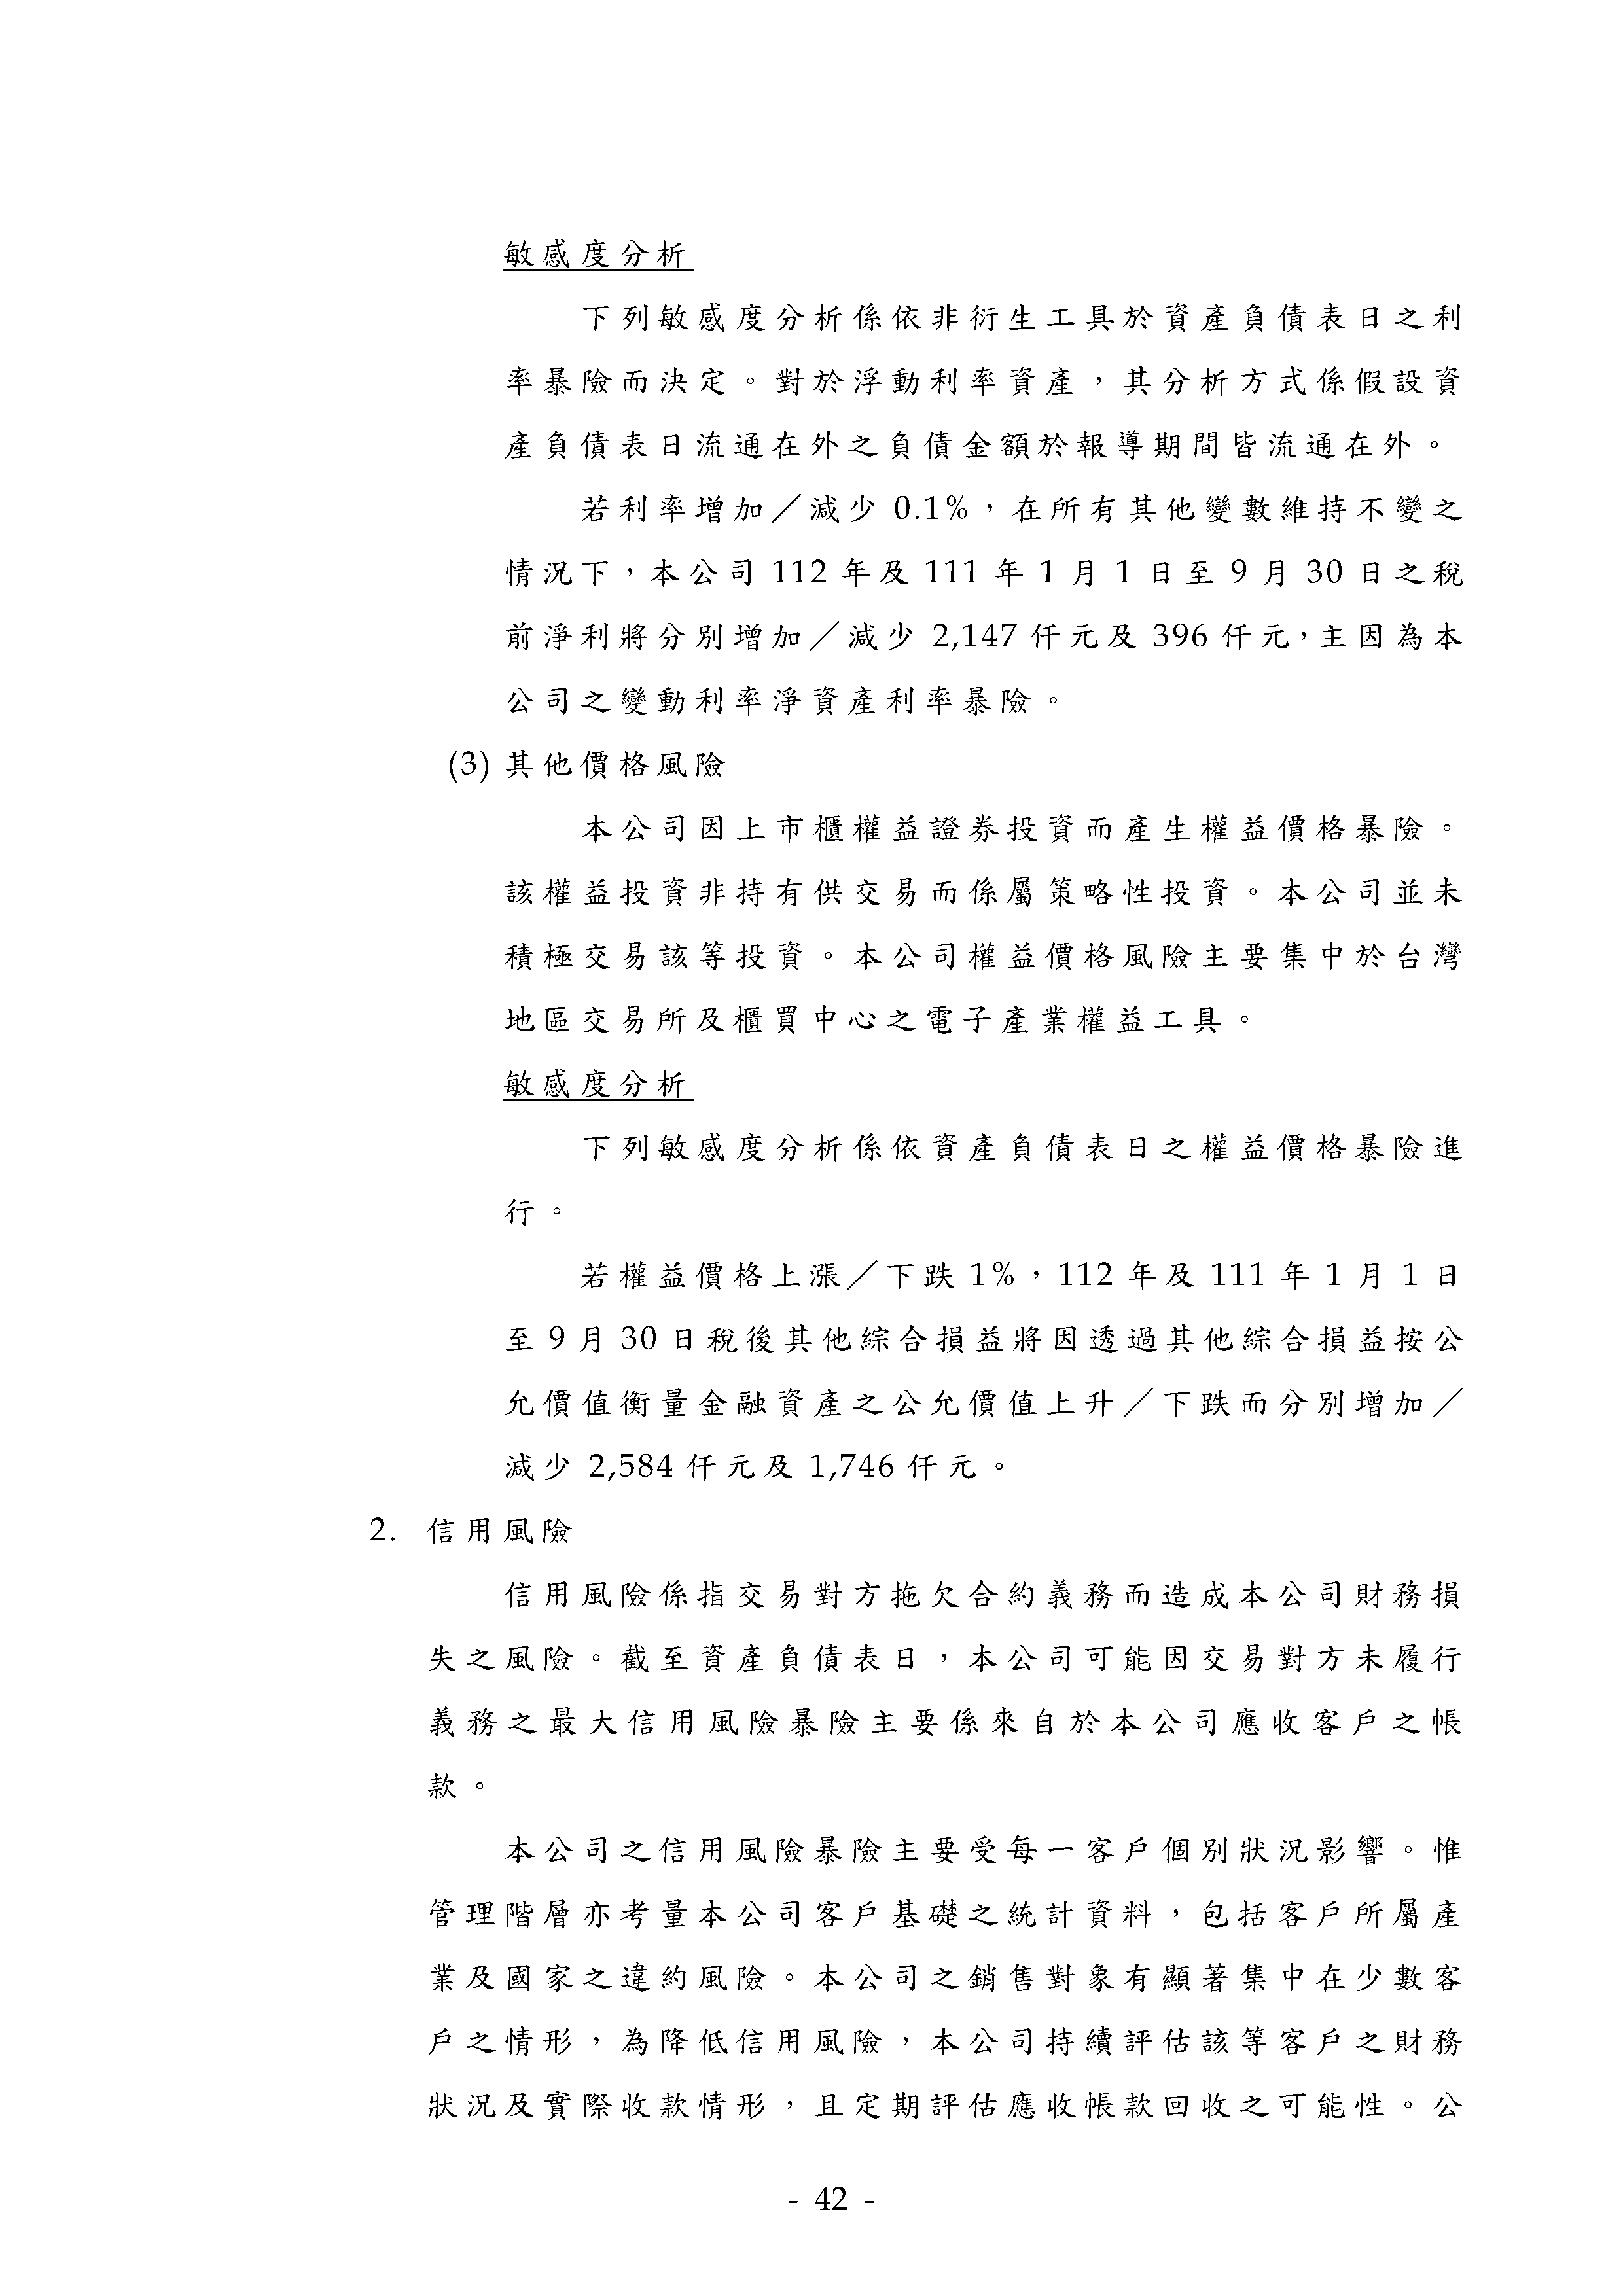 敏感度分析
下列敏感度分析係依非衍生工具於資產負債表日之利
率暴險而決定。對於浮動利率資產，其分析方式係假設資
產負債表日流通在外之負債金額於報導期間皆流通在外。
若利率增加／減少 0.1%，在所有其他變數維持不變之
情況下，本公司 112 年及 111 年 1 月 1 日至 9 月 30 日之稅
前淨利將分別增加／減少 2,147 仟元及 396 仟元，主因為本
公司之變動利率淨資產利率暴險。
(3) 其他價格風險
本公司因上市櫃權益證券投資而產生權益價格暴險。
該權益投資非持有供交易而係屬策略性投資。本公司並未
積極交易該等投資。本公司權益價格風險主要集中於台灣
地區交易所及櫃買中心之電子產業權益工具。
敏感度分析
下列敏感度分析係依資產負債表日之權益價格暴險進
行。
若權益價格上漲／下跌 1%，112 年及 111 年 1 月 1 日
至 9 月 30 日稅後其他綜合損益將因透過其他綜合損益按公
允價值衡量金融資產之公允價值上升／下跌而分別增加／
減少 2,584 仟元及 1,746 仟元。
2. 信用風險
信用風險係指交易對方拖欠合約義務而造成本公司財務損
失之風險。截至資產負債表日，本公司可能因交易對方未履行
義務之最大信用風險暴險主要係來自於本公司應收客戶之帳
款。
本公司之信用風險暴險主要受每一客戶個別狀況影響。惟
管理階層亦考量本公司客戶基礎之統計資料，包括客戶所屬產
業及國家之違約風險。本公司之銷售對象有顯著集中在少數客
戶之情形，為降低信用風險，本公司持續評估該等客戶之財務
狀況及實際收款情形，且定期評估應收帳款回收之可能性。公
- 42 -